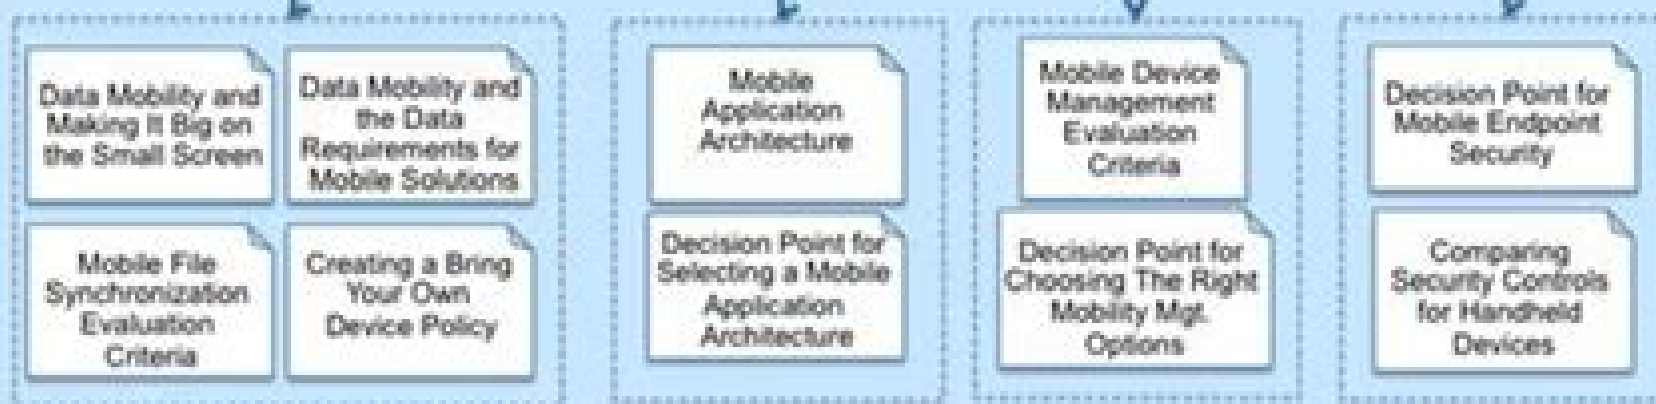 Data Mobility and
Making It Big on
the Small Screen
Data Mobility and
the Data
Requirements for
Mobile Solutions
Mobile File
Synchronization
Evaluation
Criteria
Creating a Bring
Your Own
Device Policy
Mobile
Application
Architecture
Decision Point for
Selecting a Mobile
Application
Architecture
Mobile Device
Management
Evaluation
Criteria
Decision Point for
Choosing The Right
Mobility Mgt.
Options
Decision Point for
Mobile Endpoint
Security
Comparing
Security Controls
for Handheld
Devices